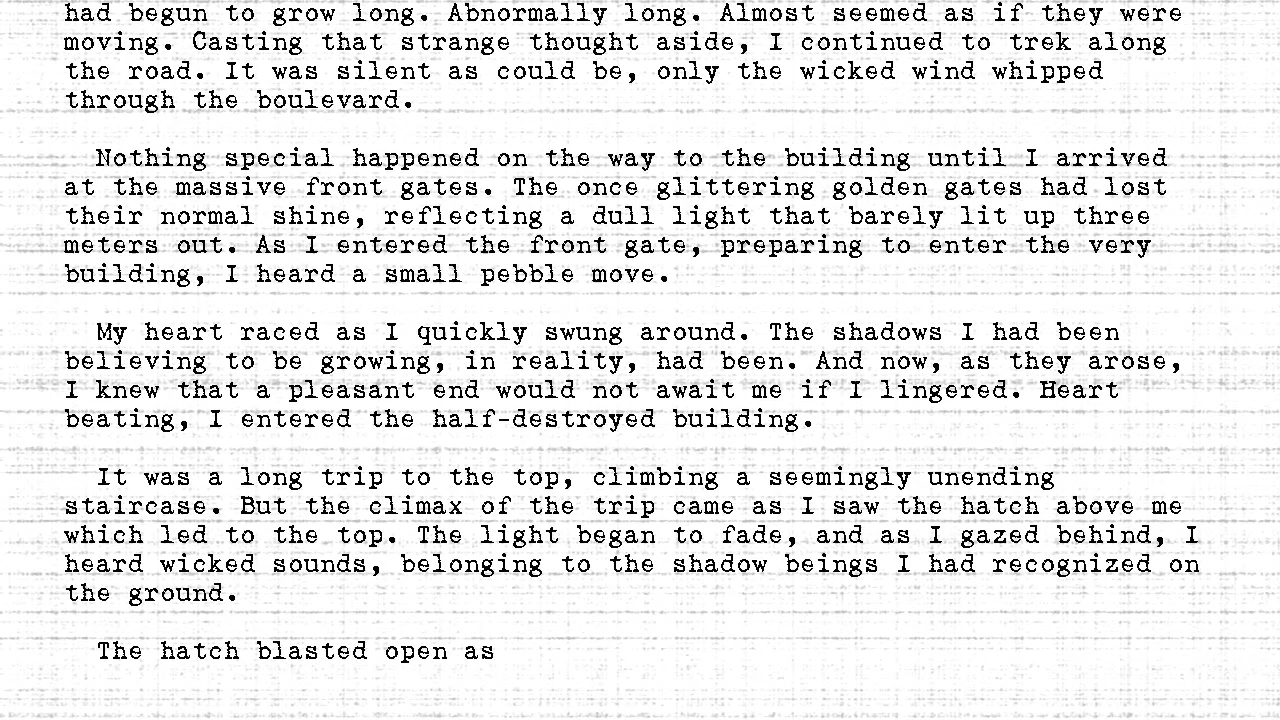 had begun to grow long. Abnormally long. Almost seemed as if they were
moving. Casting that strange thought aside, I continued to trek along
the road. It was silent as could be, only the wicked wind whipped
through the boulevard.
Nothing special happened on the way to the building until I arrived
at the massive front gates. The once glittering golden gates had lost
their normal shine, reflecting a dull light that barely lit up three
meters out. As I entered the front gate, preparing to enter the very
building, I heard a small pebble move.
My heart raced as I quickly swung around. The shadows I had been
believing to be growing, in reality, had been. And now, as they arose,
I knew that a pleasant end would not await me if I lingered. Heart
beating, I entered the half-destroyed building.
It was a long trip to the top, climbing a seemingly unending
staircase. But the climax of the trip came as I saw the hatch above me
which led to the top. The light began to fade, and as I gazed behind, I
heard wicked sounds, belonging to the shadow beings I had recognized on
the ground.
The hatch blasted open as